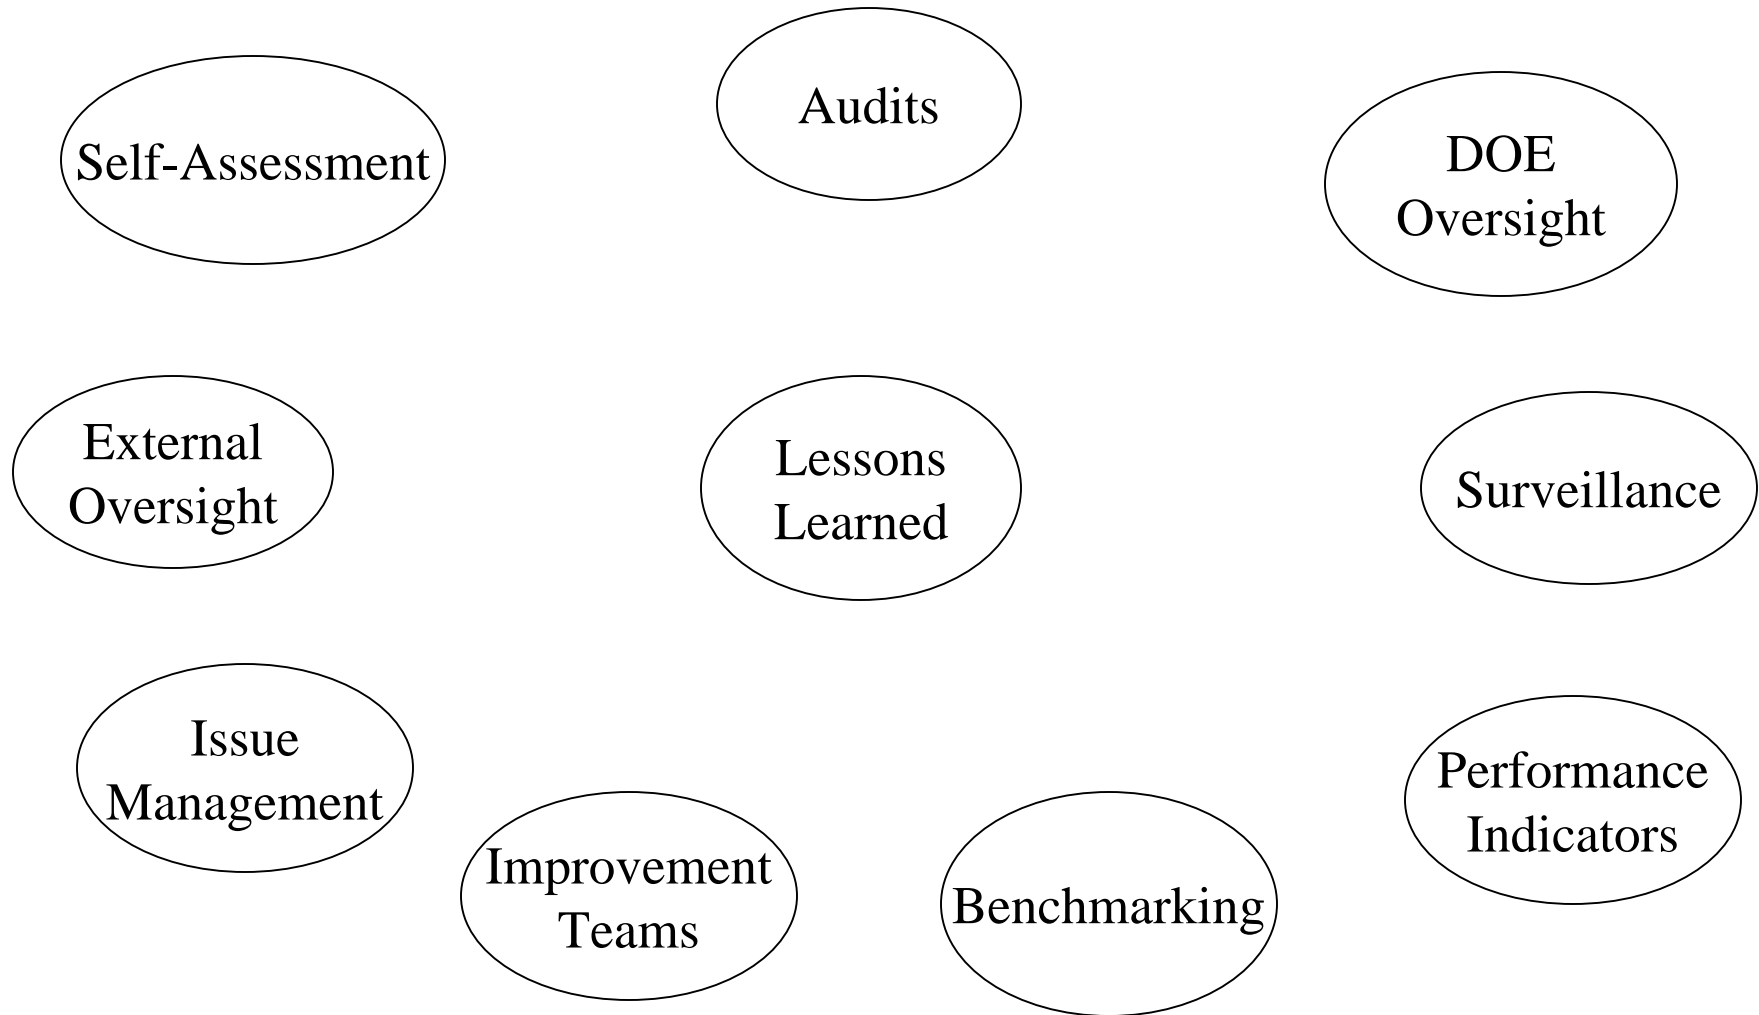 Audits
Self-Assessment
DOE
Oversight
External
Oversight
Lessons
Learned
Surveillance
Issue
Management
Performance
Indicators
Improvement
Teams
Benchmarking